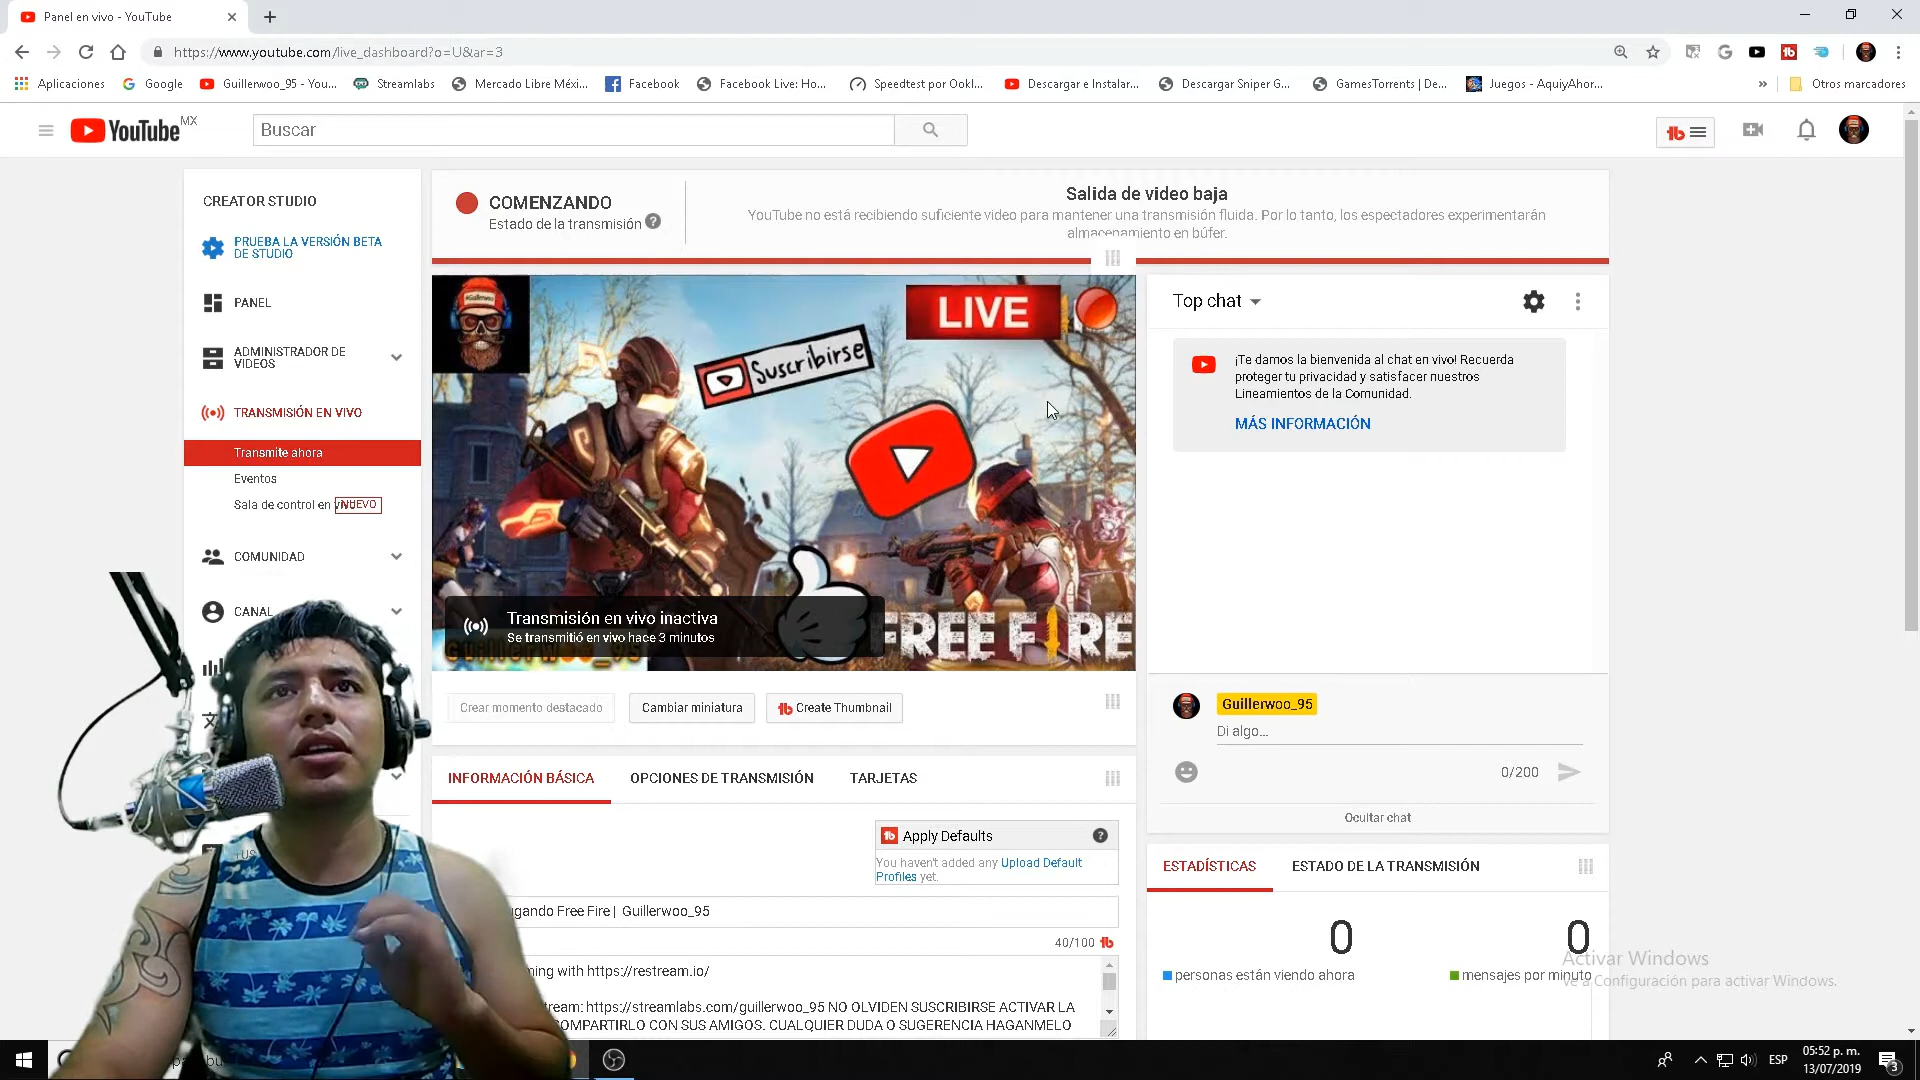 Panel en vivo - YouTube
https://www.youtube.com/live_dashboard?o=U&ar=3
Aplicaciones
Google
Guillerwoo_95 - You...
Streamlabs
Mercado Libre Méxi...
Facebook
Facebook Live: Ho...
Speedtest por Ookl...
Descargar e Instalar...
Descargar Sniper G...
GamesTorrents | De...
Juegos - AquiyAhor...
»
Otros marcadores
YouTube MX
Buscar
CREATOR STUDIO
PRUEBA LA VERSIÓN BETA
DE STUDIO
PANEL
ADMINISTRADOR DE
VIDEOS
TRANSMISIÓN EN VIVO
Transmite ahora
Eventos
Sala de control en vivo
NUEVO
COMUNIDAD
CANAL
COMENZANDO
Estado de la transmisión
Salida de video baja
YouTube no está recibiendo suficiente video para mantener una transmisión fluida. Por lo tanto, los espectadores experimentarán
almacenamiento en búfer.
LIVE
Suscribirse
Transmisión en vivo inactiva
Se transmitió en vivo hace 3 minutos
FREE FIRE
Guillerwoo_95
Crear momento destacado
Cambiar miniatura
Create Thumbnail
INFORMACIÓN BÁSICA
OPCIONES DE TRANSMISIÓN
TARJETAS
Apply Defaults
You haven't added any Upload Default
Profiles yet.
gando Free Fire | Guillerwoo_95
40/100
ming with https://restream.io/
ream: https://streamlabs.com/guillerwoo_95 NO OLVIDEN SUSCRIBIRSE ACTIVAR LA
OMPARTIRLO CON SUS AMIGOS. CUALQUIER DUDA O SUGERENCIA HAGANMELO
Top chat
¡Te damos la bienvenida al chat en vivo! Recuerda
proteger tu privacidad y satisfacer nuestros
Lineamientos de la Comunidad.
MÁS INFORMACIÓN
Guillerwoo_95
Di algo...
0/200
Ocultar chat
ESTADÍSTICAS
ESTADO DE LA TRANSMISIÓN
0
0
personas están viendo ahora
mensajes por minuto
Activar Windows
Ve a Configuración para activar Windows.
ESP
05:52 p. m.
13/07/2019
3